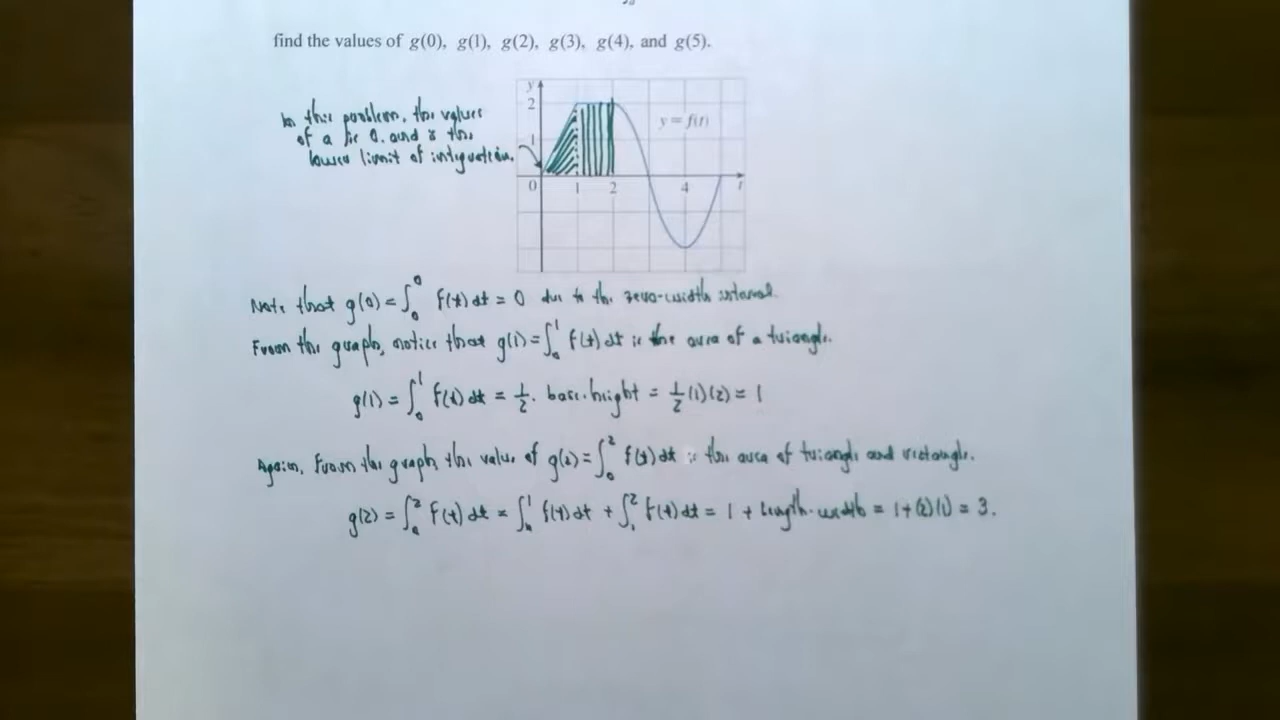 find the values of g(0), g(1), g(2), g(3), g(4), and g(5).
y
2
1
y = f(t)
0 1 2 4 t
In this problem, the values
of a is 0. and is the
lower limit of integration.
Note that g(0) = ∫₀⁰ f(t) dt = 0 due to the zero-width interval.
From the graph, notice that g(1) = ∫₀¹ f(t) dt is the area of a triangle.
g(1) = ∫₀¹ f(t) dt = 1/2 · base·height = 1/2 (1)(2) = 1
Again, From the graph the value of g(2) = ∫₀² f(t) dt is the area of triangle and rectangle.
g(2) = ∫₀² f(t) dt = ∫₀¹ f(t) dt + ∫₁² f(t) dt = 1 + Length·width = 1+(2)(1) = 3.